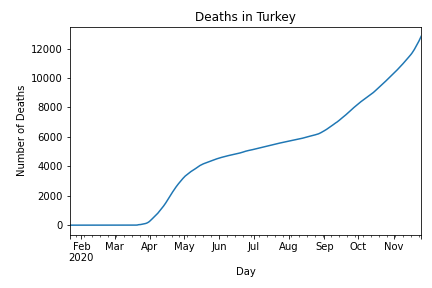 Deaths in Turkey
Number of Deaths
12000
10000
8000
6000
4000
2000
0
Feb Mar Apr May Jun Jul Aug Sep Oct Nov
2020
Day